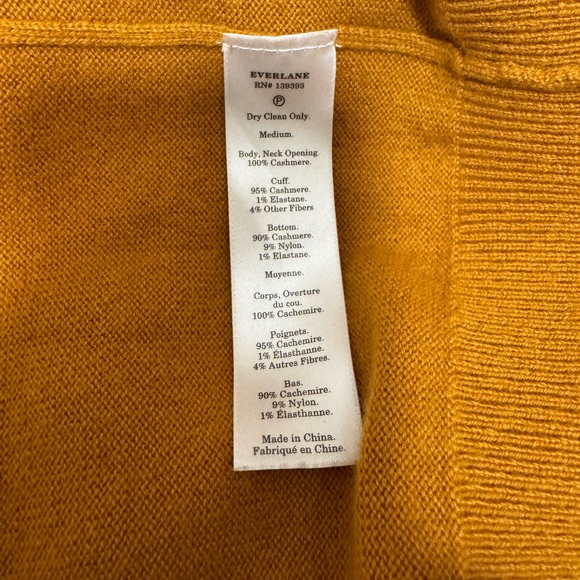 EVERLANE
RN# 139393
P
Dry Clean Only.
Medium.
Body, Neck Opening.
100% Cashmere.
Cuff.
95% Cashmere.
1% Elastane.
4% Other Fibers
Bottom.
90% Cashmere.
9% Nylon.
1% Elastane.
Moyenne.
Corps, Overture
du cou.
100% Cachemire.
Poignets.
95% Cachemire.
1% Élasthanne.
4% Autres Fibres.
Bas.
90% Cachemire.
9% Nylon.
1% Élasthanne.
Made in China.
Fabriqué en Chine.